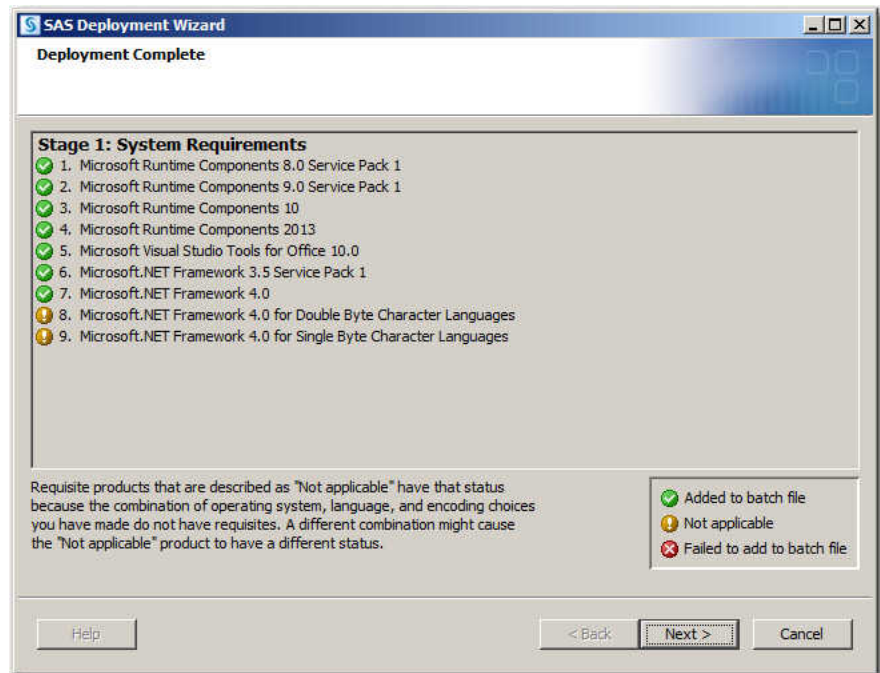 SAS Deployment Wizard
Deployment Complete
Stage 1: System Requirements
1. Microsoft Runtime Components 8.0 Service Pack 1
2. Microsoft Runtime Components 9.0 Service Pack 1
3. Microsoft Runtime Components 10
4. Microsoft Runtime Components 2013
5. Microsoft Visual Studio Tools for Office 10.0
6. Microsoft.NET Framework 3.5 Service Pack 1
7. Microsoft.NET Framework 4.0
8. Microsoft.NET Framework 4.0 for Double Byte Character Languages
9. Microsoft.NET Framework 4.0 for Single Byte Character Languages
Requisite products that are described as "Not applicable" have that status
because the combination of operating system, language, and encoding choices
you have made do not have requisites. A different combination might cause
the "Not applicable" product to have a different status.
Added to batch file
Not applicable
Failed to add to batch file
Help
< Back
Next >
Cancel